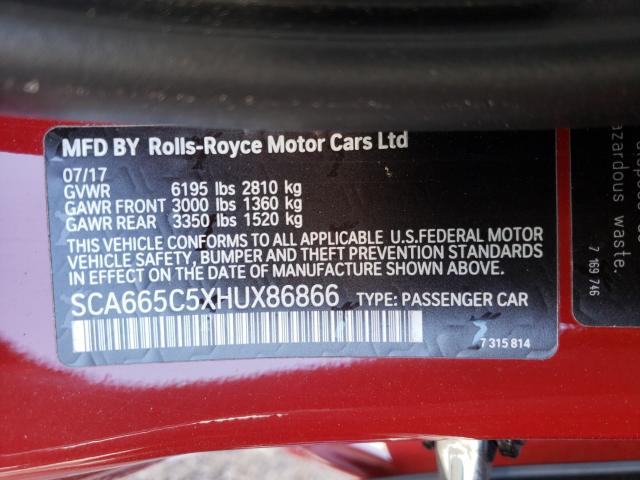 MFD BY Rolls-Royce Motor Cars Ltd
07/17
GVWR 6195 lbs 2810 kg
GAWR FRONT 3000 lbs 1360 kg
GAWR REAR 3350 lbs 1520 kg
THIS VEHICLE CONFORMS TO ALL APPLICABLE U.S.FEDERAL MOTOR
VEHICLE SAFETY, BUMPER AND THEFT PREVENTION STANDARDS
IN EFFECT ON THE DATE OF MANUFACTURE SHOWN ABOVE.
SCA665C5XHUX86866 TYPE: PASSENGER CAR
7 315 814
azardous waste.
7 169 746